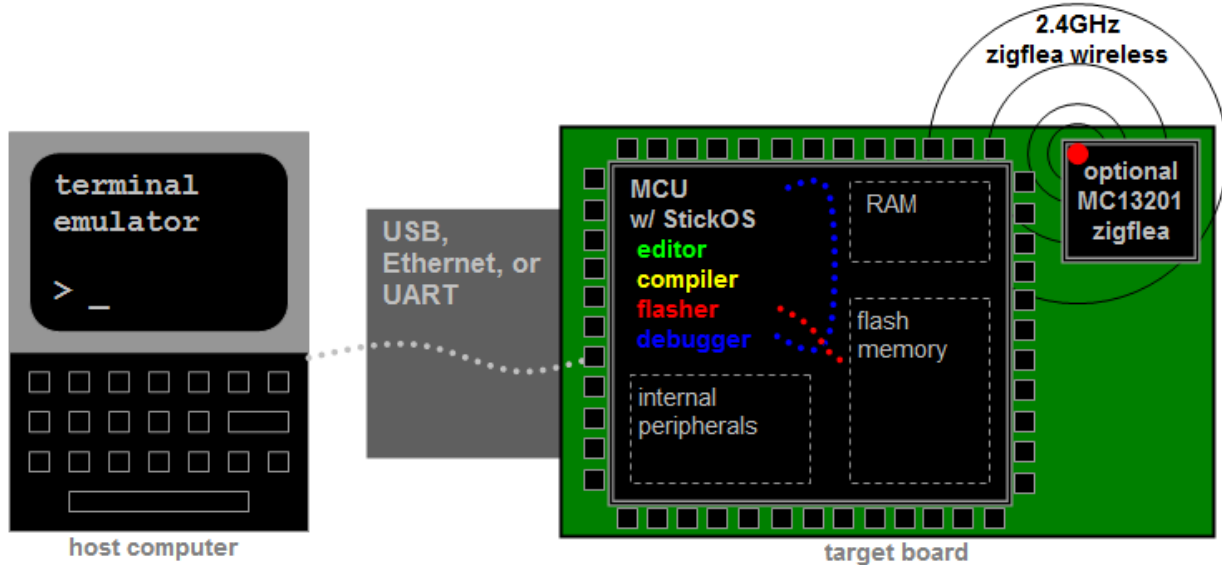 2.4GHz
zigflea wireless
terminal
emulator
> _
USB,
Ethernet, or
UART
MCU
w/ StickOS
editor
compiler
flasher
debugger
RAM
flash
memory
internal
peripherals
optional
MC13201
zigflea
host computer
target board